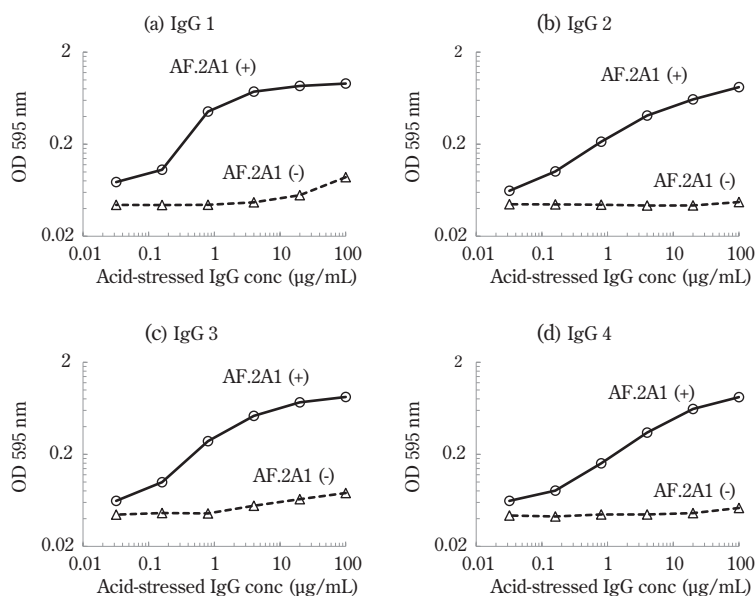 (a) IgG 1
2
AF.2A1 (+)
OD 595 nm
0.2
AF.2A1 (-)
0.02
0.01 0.1 1 10 100
Acid-stressed IgG conc (μg/mL)
(b) IgG 2
2
AF.2A1 (+)
OD 595 nm
0.2
AF.2A1 (-)
0.02
0.01 0.1 1 10 100
Acid-stressed IgG conc (μg/mL)
(c) IgG 3
2
AF.2A1 (+)
OD 595 nm
0.2
AF.2A1 (-)
0.02
0.01 0.1 1 10 100
Acid-stressed IgG conc (μg/mL)
(d) IgG 4
2
AF.2A1 (+)
OD 595 nm
0.2
AF.2A1 (-)
0.02
0.01 0.1 1 10 100
Acid-stressed IgG conc (μg/mL)